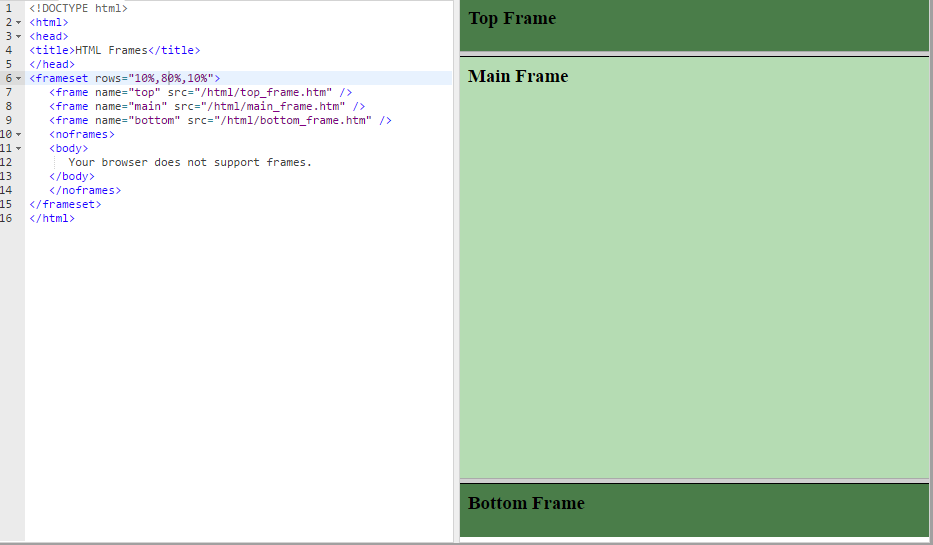 1 <!DOCTYPE html>
2 <html>
3 <head>
4 <title>HTML Frames</title>
5 </head>
6 <frameset rows="10%,80%,10%">
7 <frame name="top" src="/html/top_frame.htm" />
8 <frame name="main" src="/html/main_frame.htm" />
9 <frame name="bottom" src="/html/bottom_frame.htm" />
10 <noframes>
11 <body>
12 Your browser does not support frames.
13 </body>
14 </noframes>
15 </frameset>
16 </html>
Top Frame
Main Frame
Bottom Frame